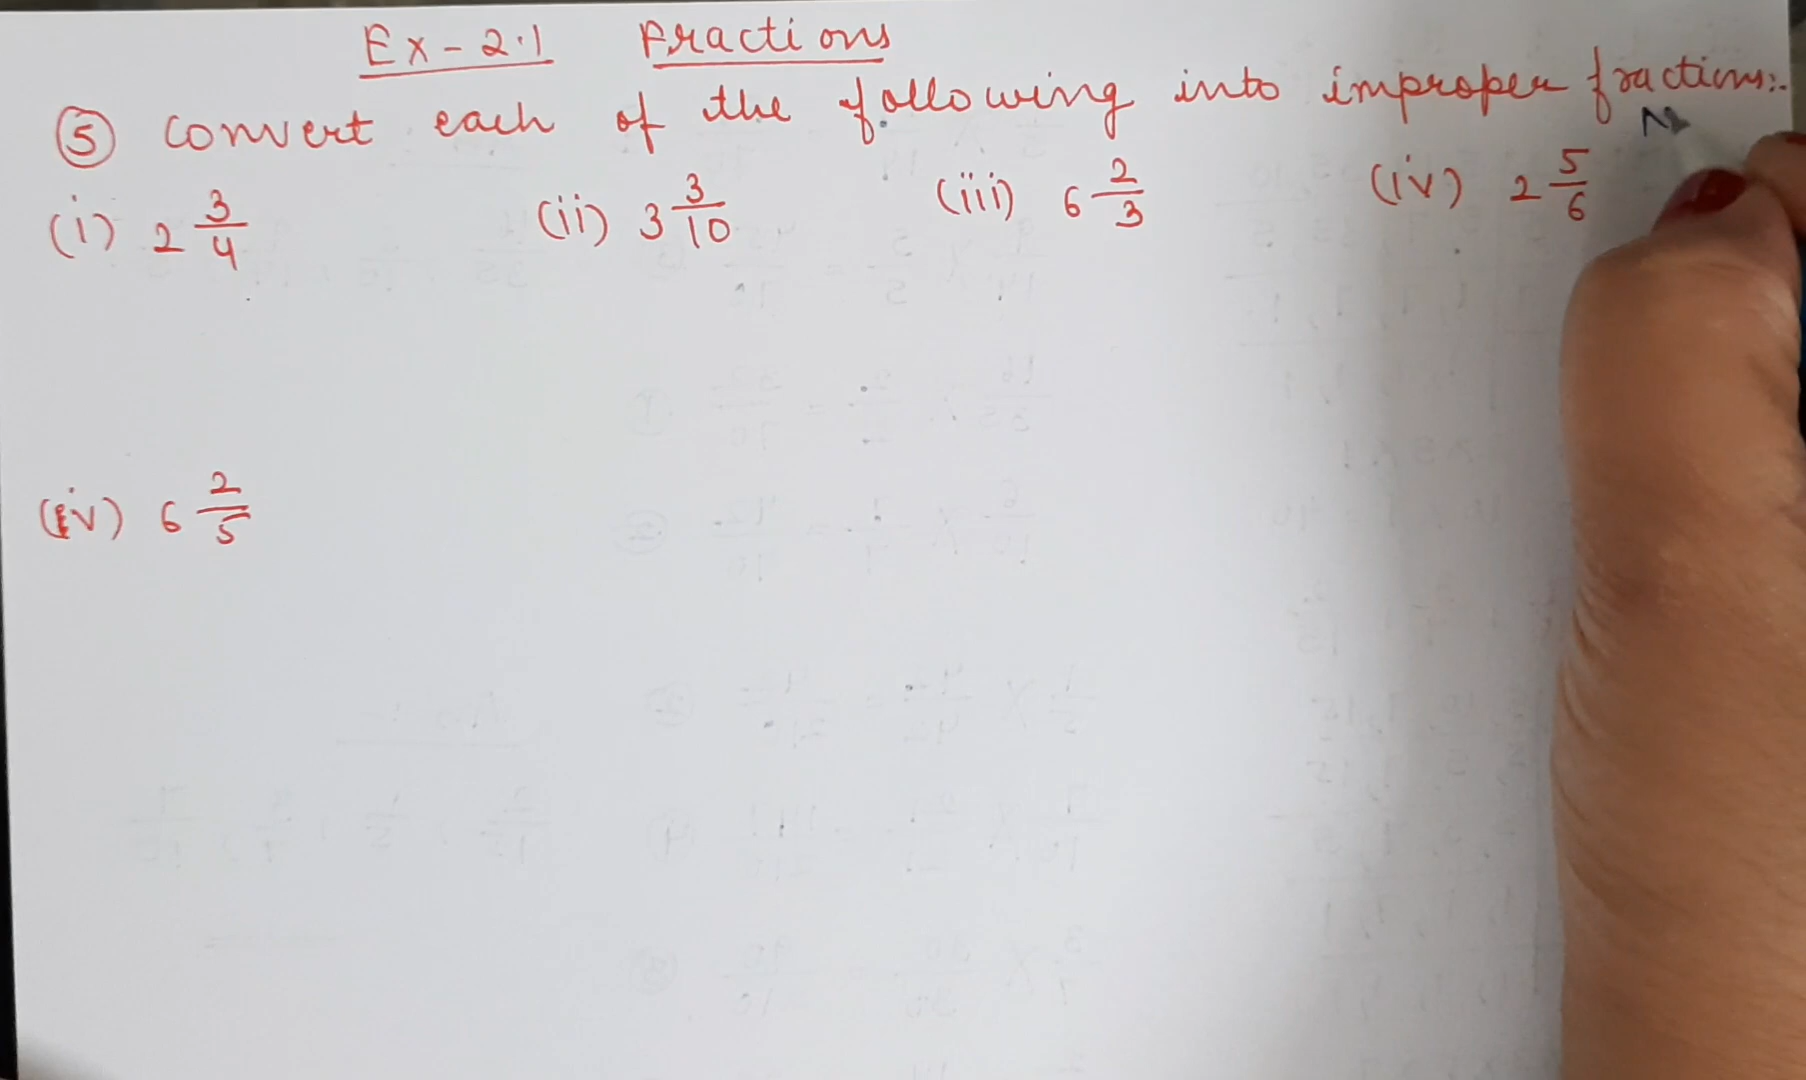 Ex-2.1 Fractions
⑤ convert each of the following into improper fractions:-
N
(i) 2 3/4 (ii) 3 3/10 (iii) 6 2/3 (iv) 2 5/6
(iv) 6 2/5